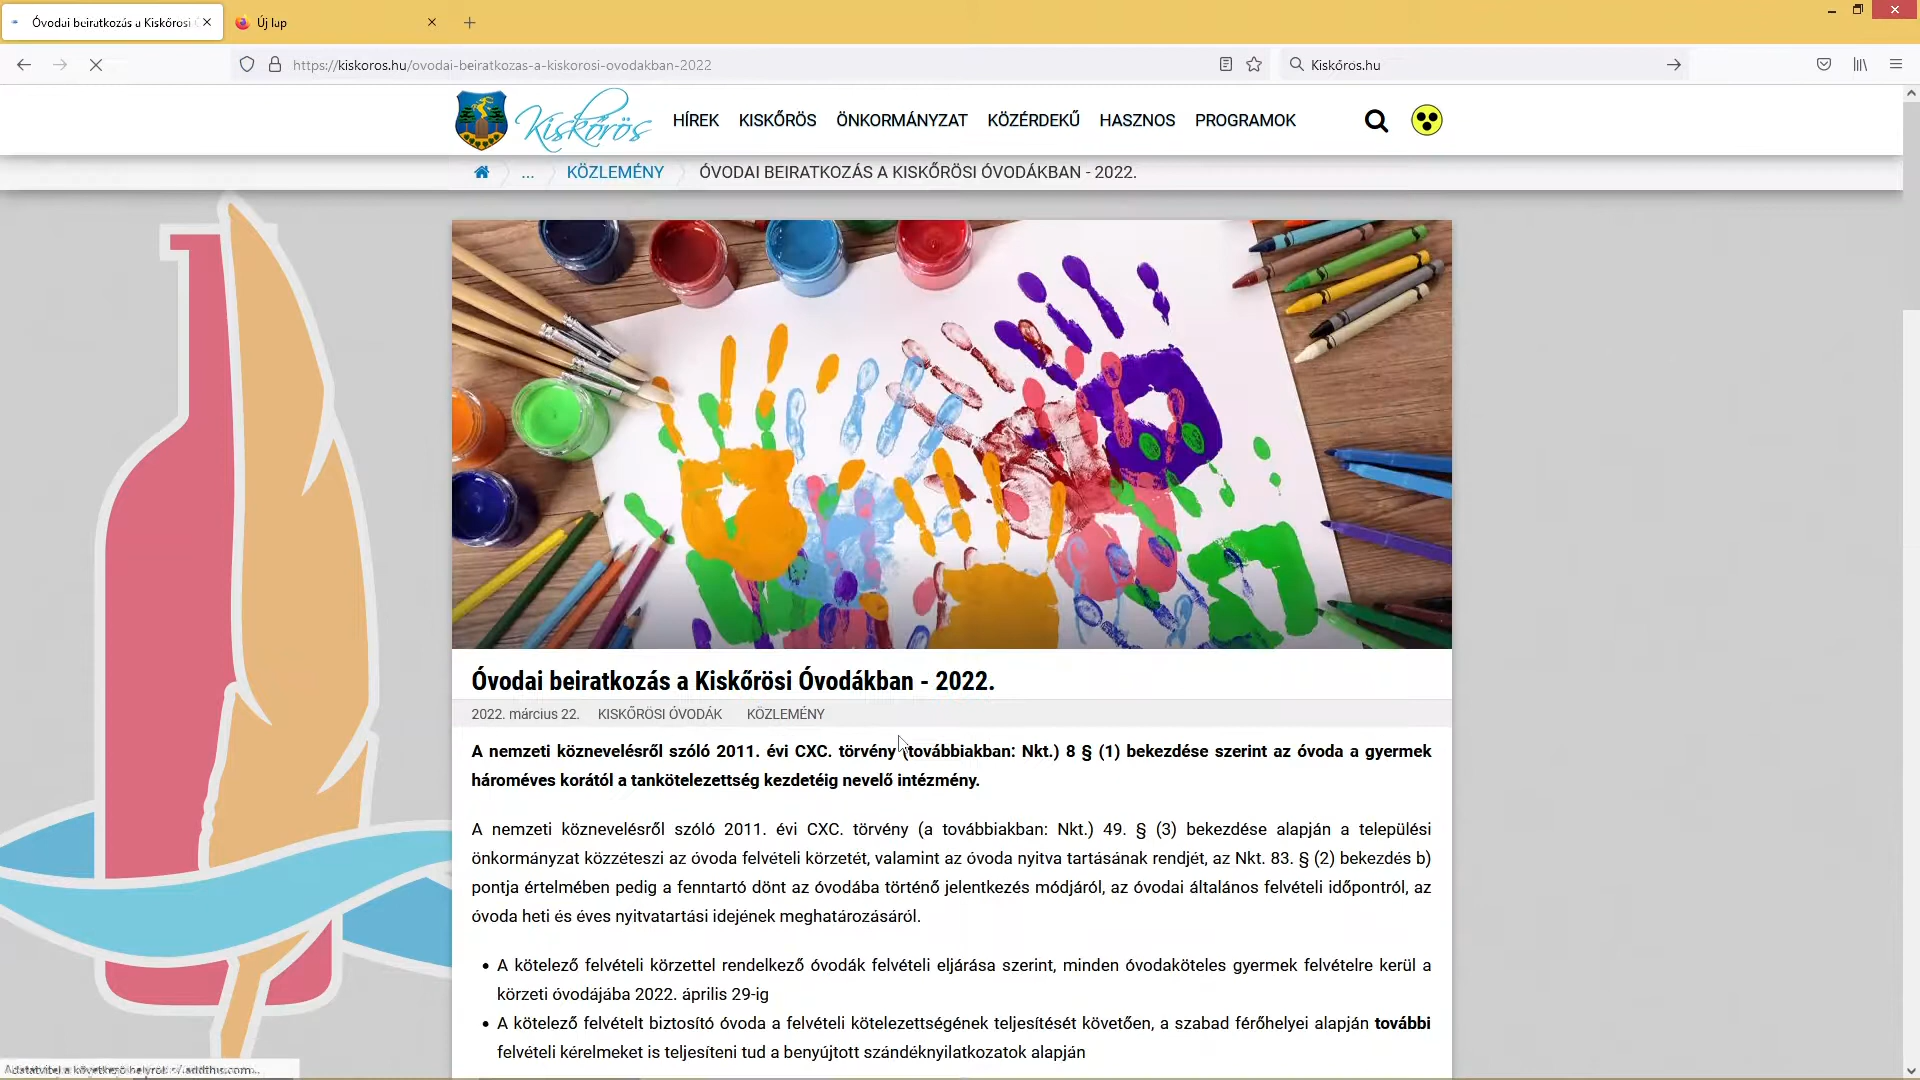 Óvodai beiratkozás a Kiskőrosi
Új lap
https://kiskoros.hu/ovodai-beiratkozas-a-kiskorosi-ovodakban-2022
Kiskőros.hu
Kiskőrös
HÍREK
KISKŐRÖS
ÖNKORMÁNYZAT
KÖZÉRDEKŰ
HASZNOS
PROGRAMOK
...
KÖZLEMÉNY
ÓVODAI BEIRATKOZÁS A KISKŐRÖSI ÓVODÁKBAN - 2022.
Óvodai beiratkozás a Kiskőrösi Óvodákban - 2022.
2022. március 22. KISKŐRÖSI ÓVODÁK KÖZLEMÉNY
A nemzeti köznevelésről szóló 2011. évi CXC. törvény (továbbiakban: Nkt.) 8 § (1) bekezdése szerint az óvoda a gyermek
hároméves korától a tankötelezettség kezdetéig nevelő intézmény.
A nemzeti köznevelésről szóló 2011. évi CXC. törvény (a továbbiakban: Nkt.) 49. § (3) bekezdése alapján a települési
önkormányzat közzéteszi az óvoda felvételi körzetét, valamint az óvoda nyitva tartásának rendjét, az Nkt. 83. § (2) bekezdés b)
pontja értelmében pedig a fenntartó dönt az óvodába történő jelentkezés módjáról, az óvodai általános felvételi időpontról, az
óvoda heti és éves nyitvatartási idejének meghatározásáról.
• A kötelező felvételi körzettel rendelkező óvodák felvételi eljárása szerint, minden óvodaköteles gyermek felvételre kerül a
körzeti óvodájába 2022. április 29-ig
• A kötelező felvételt biztosító óvoda a felvételi kötelezettségének teljesítését követően, a szabad férőhelyei alapján további
felvételi kérelmeket is teljesíteni tud a benyújtott szándéknyilatkozatok alapján